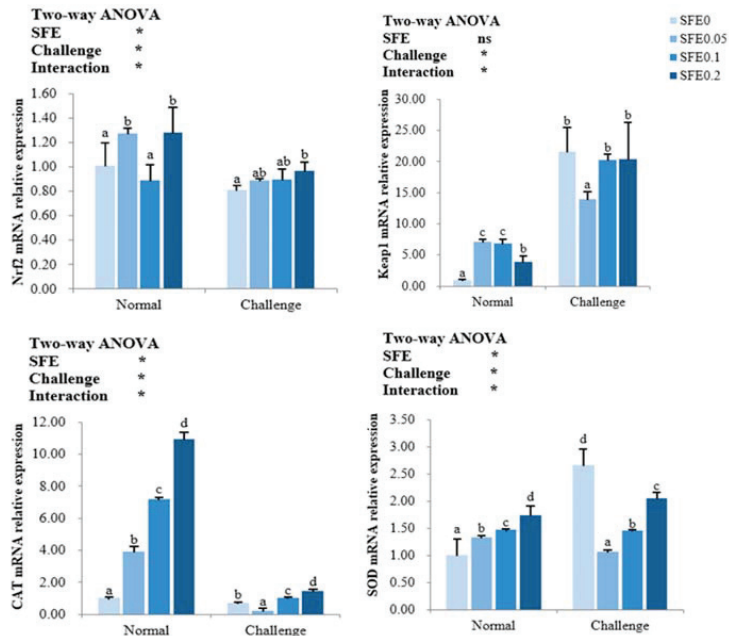 Two-way ANOVA
SFE *
Challenge *
Interaction *
1.60
1.40
1.20
1.00
0.80
0.60
0.40
0.20
0.00
Nrf2 mRNA relative expression
a b a b
a ab ab b
Normal Challenge
Two-way ANOVA
SFE ns
Challenge *
Interaction *
30.00
25.00
20.00
15.00
10.00
5.00
0.00
Keap1 mRNA relative expression
a c c b
b a b b
Normal Challenge
SFE0
SFE0.05
SFE0.1
SFE0.2
Two-way ANOVA
SFE *
Challenge *
Interaction *
12.00
10.00
8.00
6.00
4.00
2.00
0.00
CAT mRNA relative expression
a b c d
b a c d
Normal Challenge
Two-way ANOVA
SFE *
Challenge *
Interaction *
3.50
3.00
2.50
2.00
1.50
1.00
0.50
0.00
SOD mRNA relative expression
a b c d
d a b c
Normal Challenge